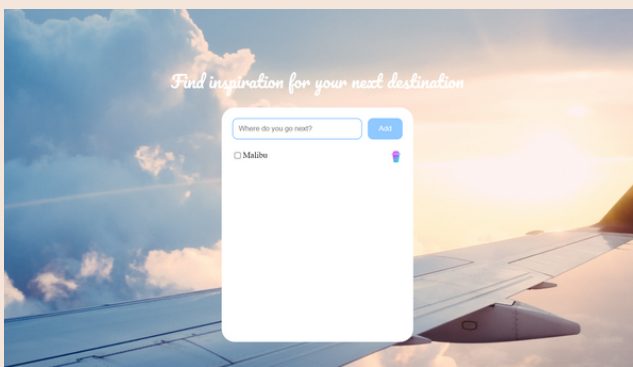 Find inspiration for your next destination
Where do you go next?
Add
Malibu